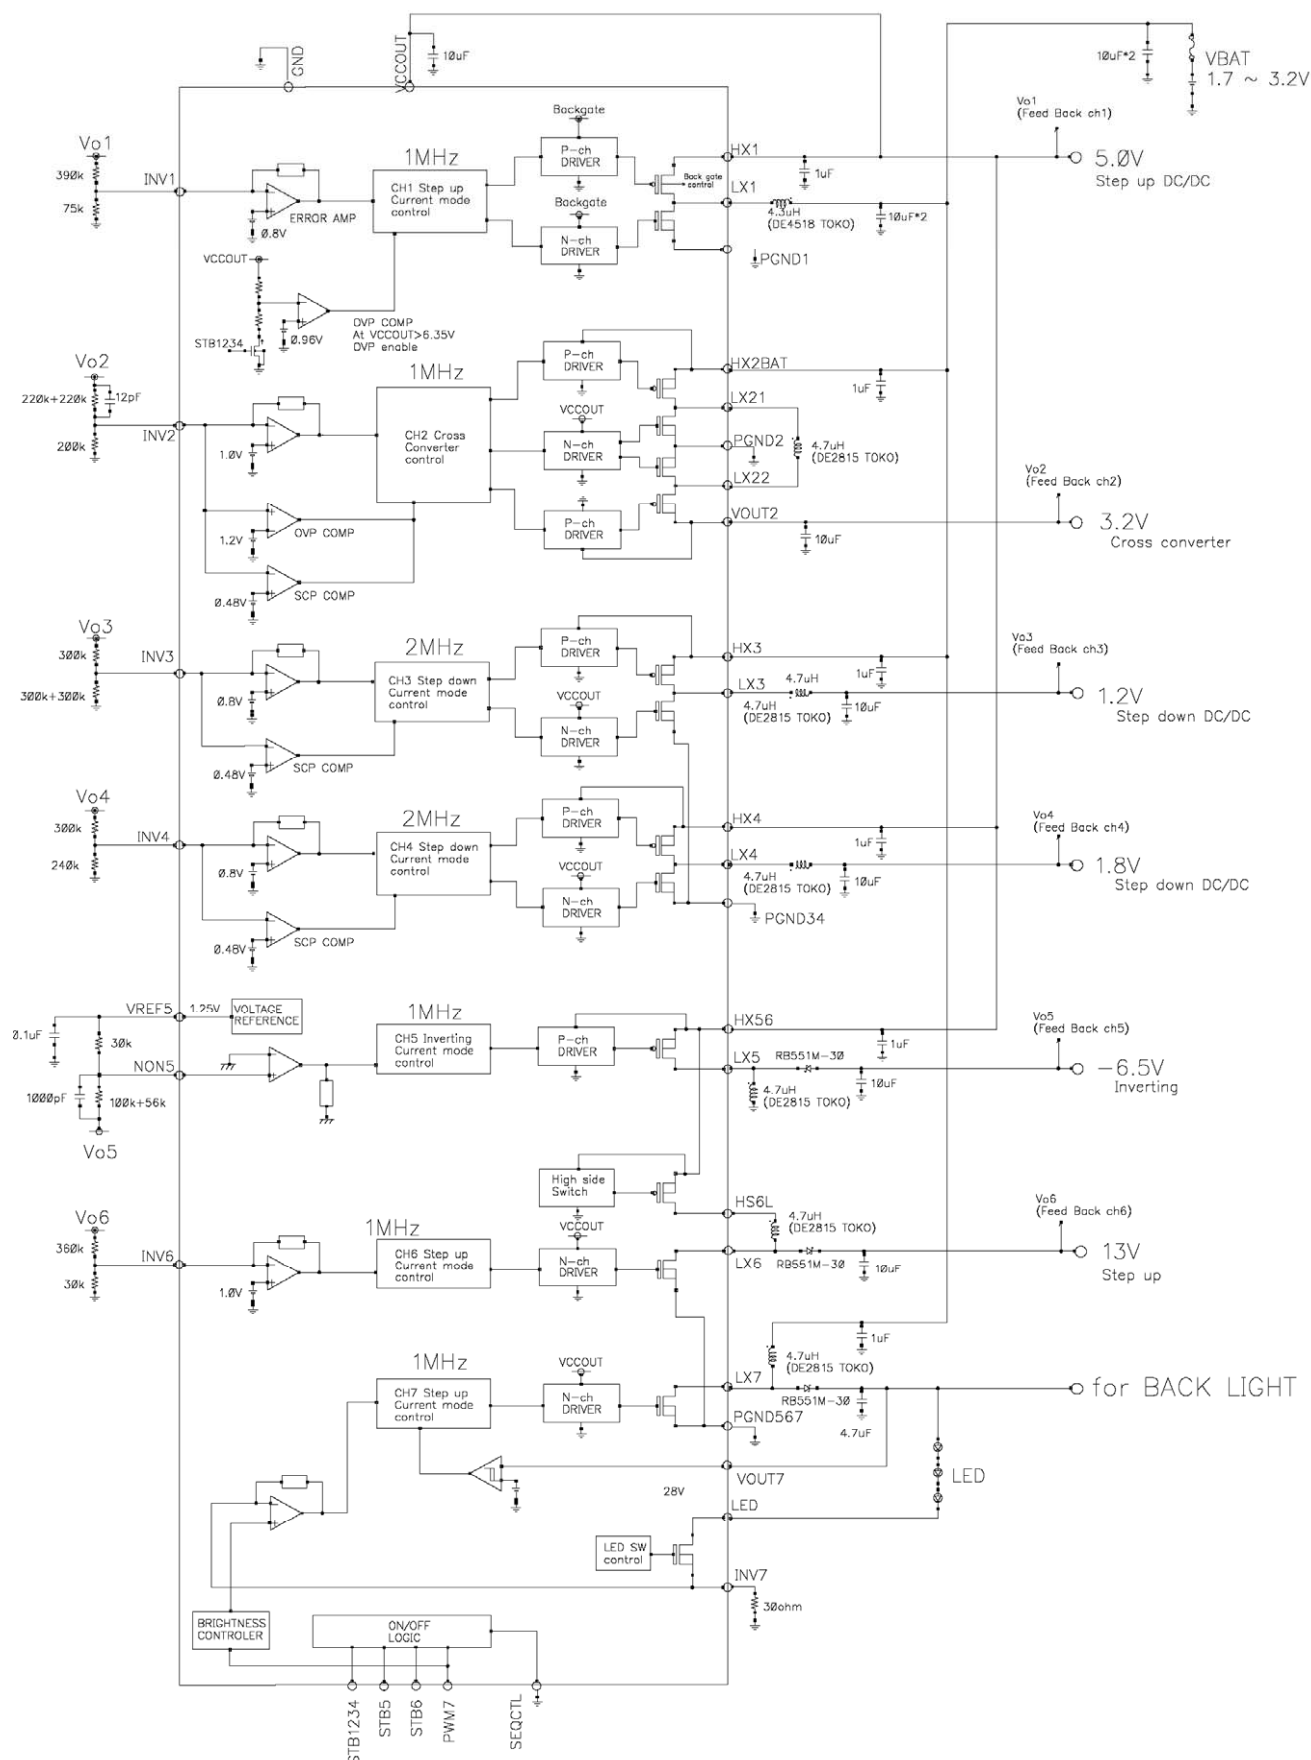 GND
VCCOUT
10uF
10uF*2
VBAT
1.7 ~ 3.2V
Vo1
(Feed Back ch1)
Vo1
390k
75k
INV1
0.8V
ERROR AMP
1MHz
CH1 Step up
Current mode
control
Backgate
P-ch
DRIVER
Backgate
N-ch
DRIVER
Back gate
control
HX1
LX1
1uF
4.3uH
(DE4518 TOKO)
10uF*2
PGND1
5.0V
Step up DC/DC
VCCOUT
STB1234
0.96V
OVP COMP
At VCCOUT>6.35V
OVP enable
Vo2
220k+220k
12pF
200k
INV2
1.0V
1.2V
OVP COMP
0.48V
SCP COMP
1MHz
CH2 Cross
Converter
control
P-ch
DRIVER
VCCOUT
N-ch
DRIVER
P-ch
DRIVER
HX2BAT
1uF
LX21
PGND2
4.7uH
(DE2815 TOKO)
LX22
VOUT2
10uF
Vo2
(Feed Back ch2)
3.2V
Cross converter
Vo3
300k
300k+300k
INV3
0.8V
0.48V
SCP COMP
2MHz
CH3 Step down
Current mode
control
P-ch
DRIVER
VCCOUT
N-ch
DRIVER
HX3
1uF
LX3
4.7uH
4.7uH
(DE2815 TOKO)
10uF
Vo3
(Feed Back ch3)
1.2V
Step down DC/DC
Vo4
300k
240k
INV4
0.8V
0.48V
SCP COMP
2MHz
CH4 Step down
Current mode
control
P-ch
DRIVER
VCCOUT
N-ch
DRIVER
HX4
1uF
LX4
4.7uH
(DE2815 TOKO)
10uF
PGND34
Vo4
(Feed Back ch4)
1.8V
Step down DC/DC
VREF5
1.25V
VOLTAGE
REFERENCE
0.1uF
30k
NON5
1000pF
100k+56k
Vo5
1MHz
CH5 Inverting
Current mode
control
P-ch
DRIVER
HX56
1uF
LX5
RB551M-30
4.7uH
(DE2815 TOKO)
10uF
Vo5
(Feed Back ch5)
-6.5V
Inverting
High side
Switch
HS6L
4.7uH
(DE2815 TOKO)
Vo6
360k
30k
INV6
1.0V
1MHz
CH6 Step up
Current mode
control
VCCOUT
N-ch
DRIVER
LX6
RB551M-30
10uF
Vo6
(Feed Back ch6)
13V
Step up
1uF
4.7uH
(DE2815 TOKO)
1MHz
CH7 Step up
Current mode
control
VCCOUT
N-ch
DRIVER
LX7
RB551M-30
4.7uF
PGND567
for BACK LIGHT
VOUT7
28V
LED
LED
LED SW
control
INV7
30ohm
BRIGHTNESS
CONTROLER
ON/OFF
LOGIC
STB1234
STB5
STB6
PWM7
SEQCTL